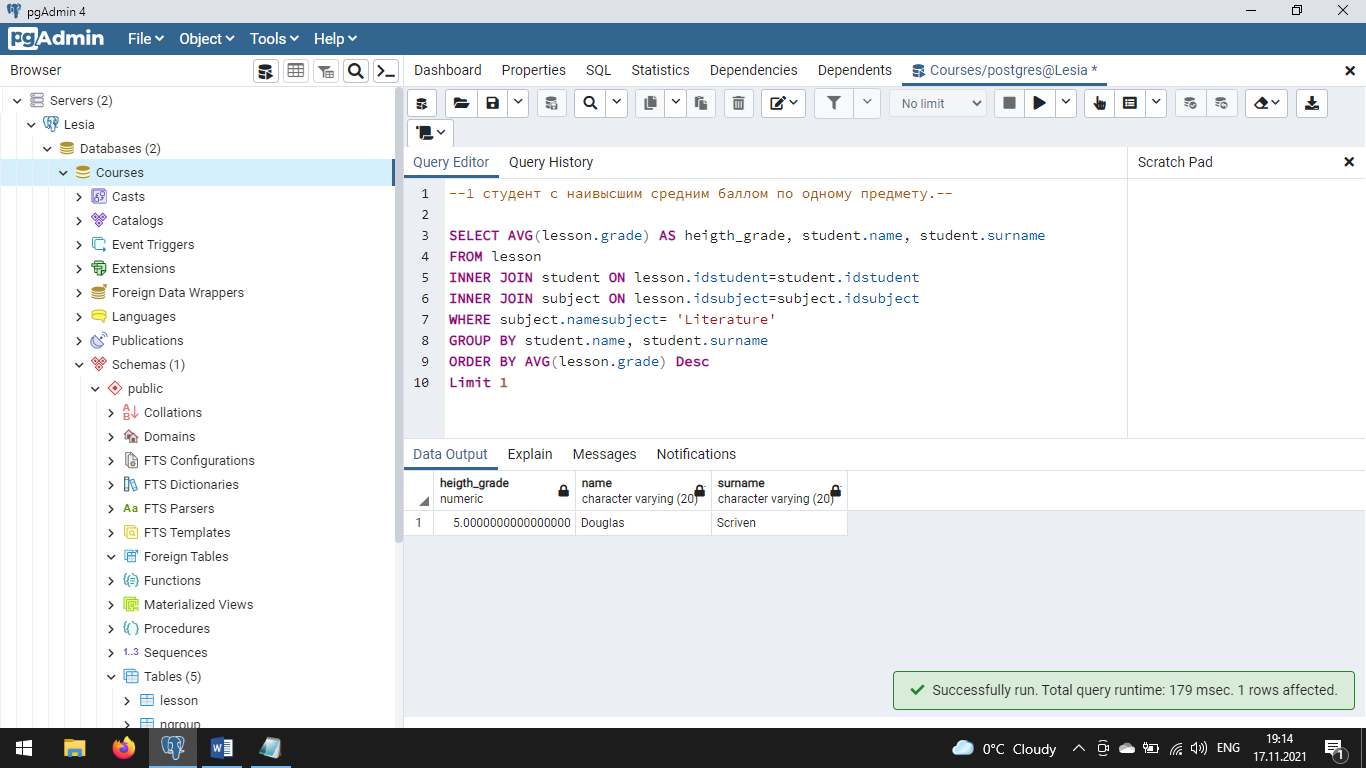 pgAdmin 4
pgAdmin File Object Tools Help
Browser
Dashboard Properties SQL Statistics Dependencies Dependents Courses/postgres@Lesia *
No limit
Servers (2)
Lesia
Databases (2)
Courses
Casts
Catalogs
Event Triggers
Extensions
Foreign Data Wrappers
Languages
Publications
Schemas (1)
public
Collations
Domains
FTS Configurations
FTS Dictionaries
Aa FTS Parsers
FTS Templates
Foreign Tables
Functions
Materialized Views
Procedures
1..3 Sequences
Tables (5)
lesson
ngroup
Query Editor Query History
Scratch Pad
1 --1 студент с наивысшим средним баллом по одному предмету.--
2
3 SELECT AVG(lesson.grade) AS heigth_grade, student.name, student.surname
4 FROM lesson
5 INNER JOIN student ON lesson.idstudent=student.idstudent
6 INNER JOIN subject ON lesson.idsubject=subject.idsubject
7 WHERE subject.namesubject= 'Literature'
8 GROUP BY student.name, student.surname
9 ORDER BY AVG(lesson.grade) Desc
10 Limit 1
Data Output Explain Messages Notifications
heigth_grade name surname
numeric character varying (20) character varying (20)
1 5.0000000000000000 Douglas Scriven
Successfully run. Total query runtime: 179 msec. 1 rows affected.
0°C Cloudy ENG 19:14
17.11.2021
1